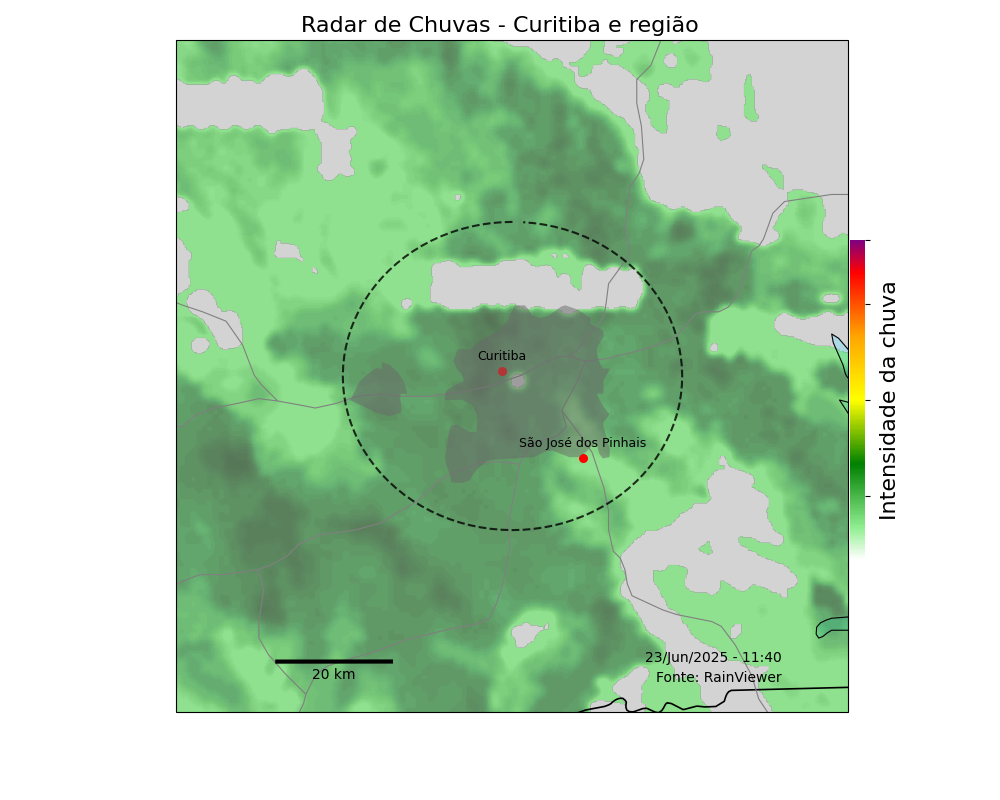 Radar de Chuvas - Curitiba e região
Curitiba
São José dos Pinhais
Intensidade da chuva
23/Jun/2025 - 11:40
Fonte: RainViewer
20 km